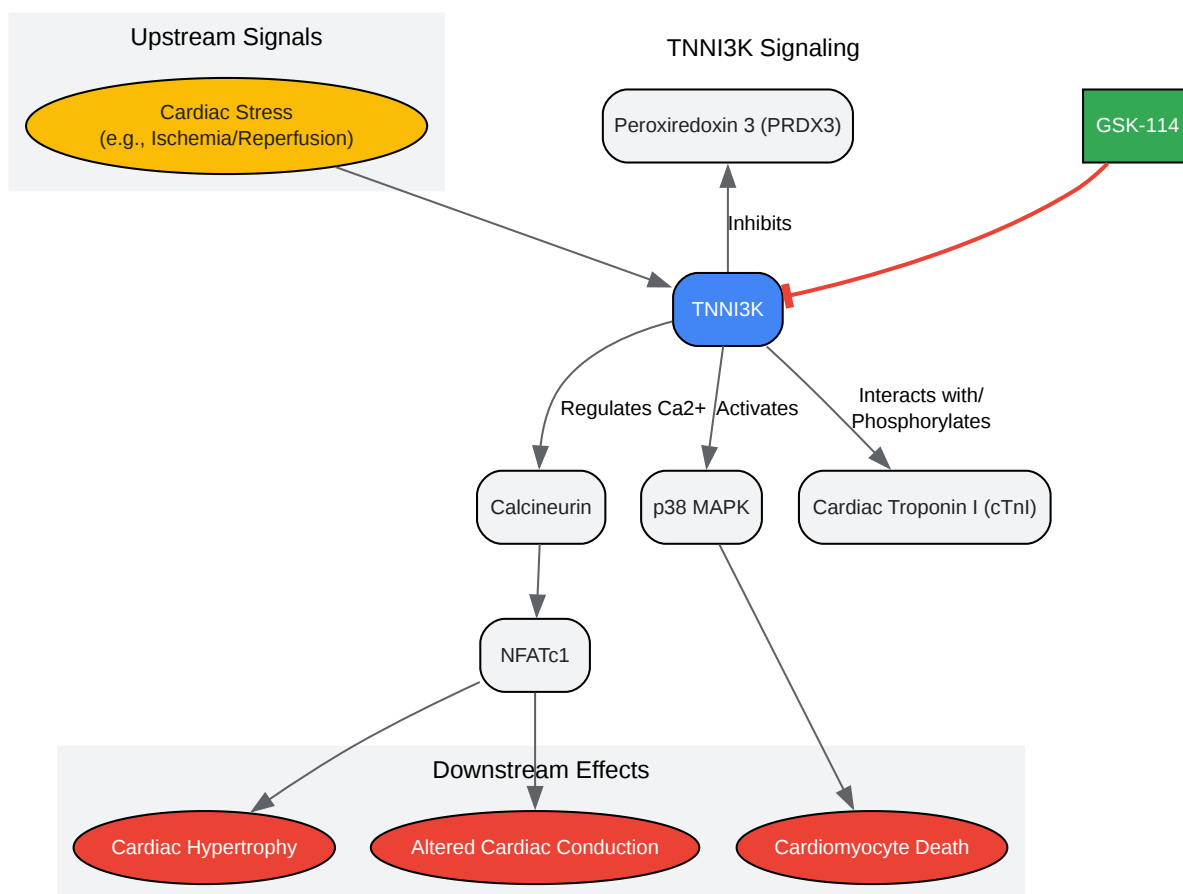 Upstream Signals
TNNI3K Signaling
Cardiac Stress
(e.g., Ischemia/Reperfusion)
Peroxiredoxin 3 (PRDX3)
GSK-114
Inhibits
TNNI3K
Regulates Ca2+
Activates
Interacts with/
Phosphorylates
Calcineurin
p38 MAPK
Cardiac Troponin I (cTnI)
NFATc1
Downstream Effects
Cardiac Hypertrophy
Altered Cardiac Conduction
Cardiomyocyte Death